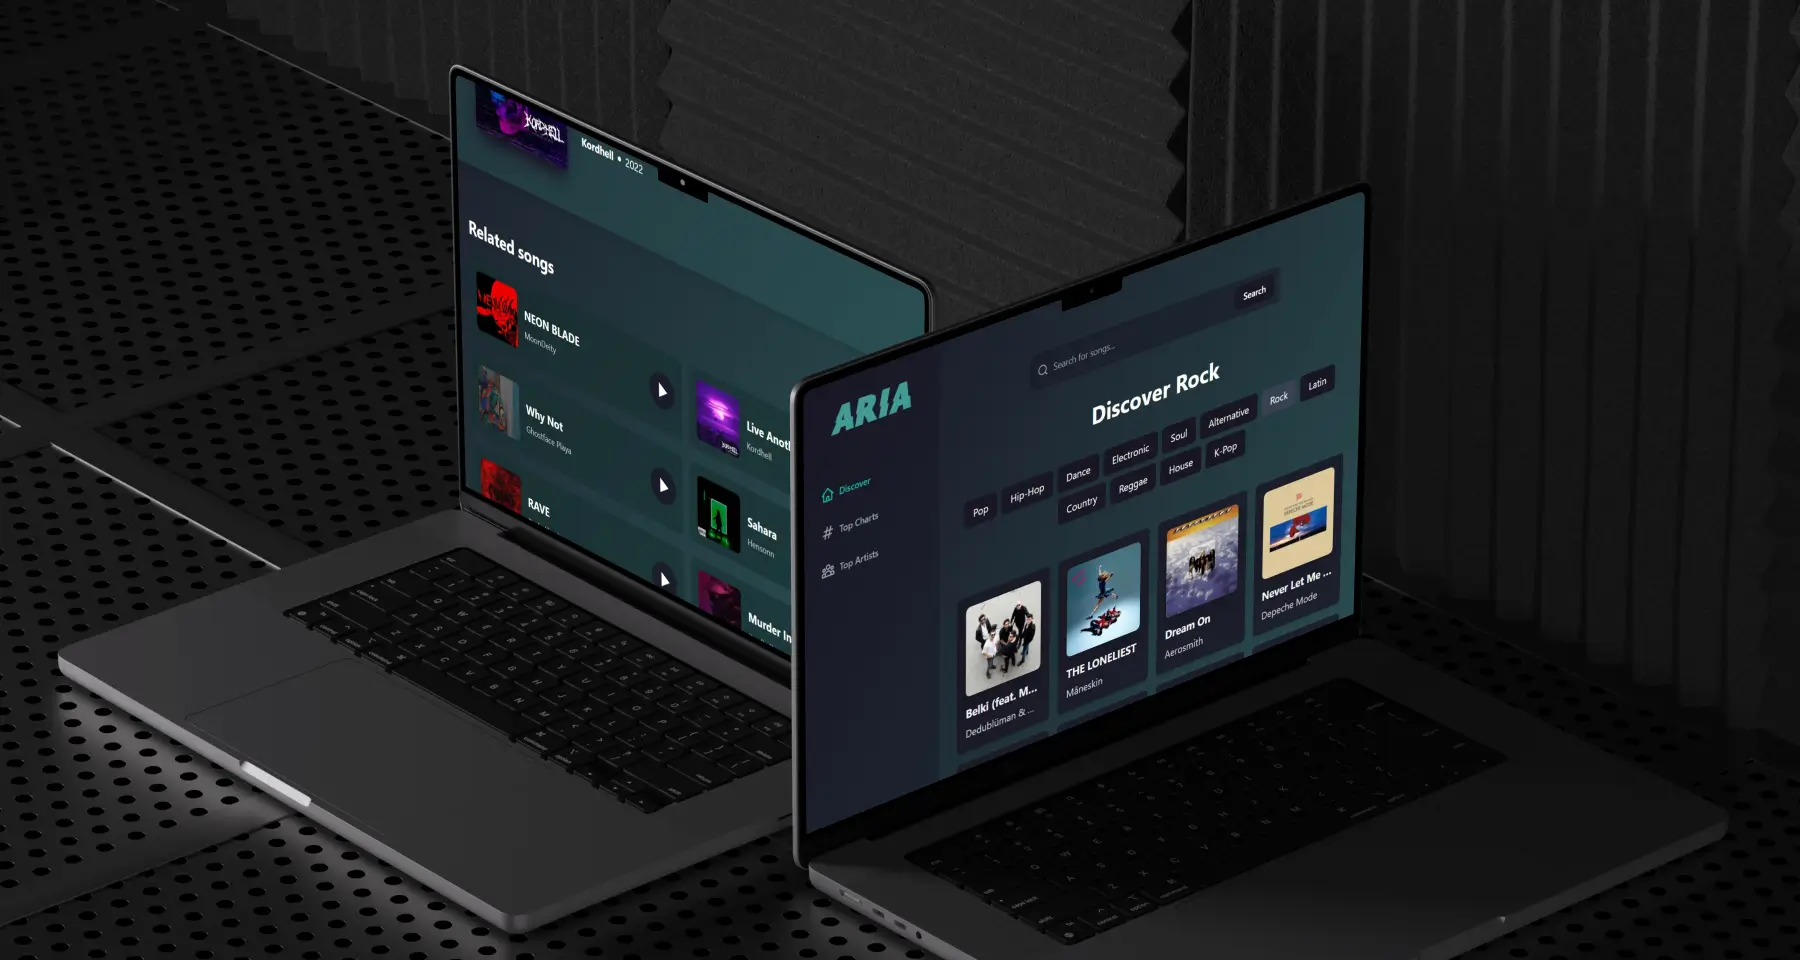 KORDHELL
Kordhell • 2022
Related songs
NEON BLADE
MoonDeity
Why Not
Ghostface Playa
RAVE
Live Anot
Kordhell
Sahara
Hensonn
Murder In
ARIA
Discover
Top Charts
Top Artists
Search for songs...
Search
Discover Rock
Pop
Hip-Hop
Dance
Electronic
Soul
Alternative
Rock
Latin
Country
Reggae
House
K-Pop
Belki (feat. M...
Dedublüman & ...
THE LONELIEST
Måneskin
Dream On
Aerosmith
Never Let Me ...
Depeche Mode